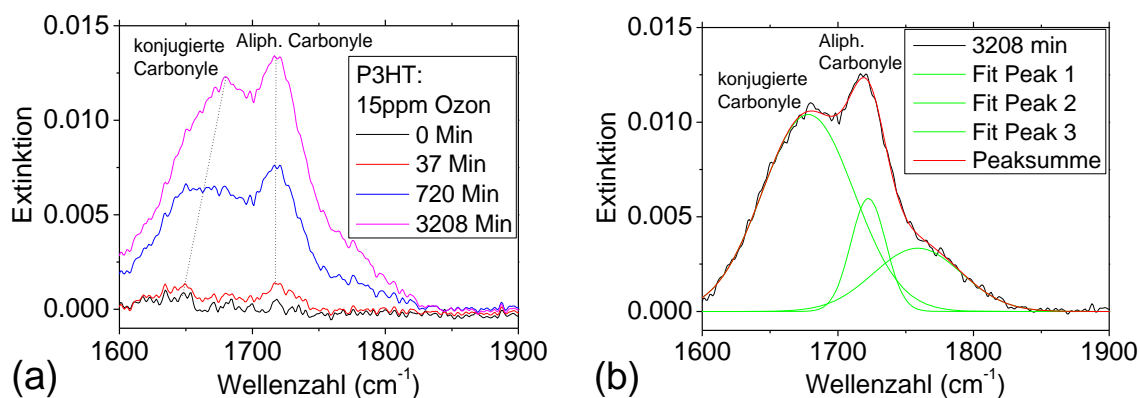 0.015
0.010
0.005
0.000
Extinktion
konjugierte
Carbonyle
Aliph. Carbonyle
P3HT:
15ppm Ozon
0 Min
37 Min
720 Min
3208 Min
1600
1700
1800
1900
Wellenzahl (cm⁻¹)
(a)
0.015
0.010
0.005
0.000
Extinktion
konjugierte
Carbonyle
Aliph.
Carbonyle
3208 min
Fit Peak 1
Fit Peak 2
Fit Peak 3
Peaksumme
1600
1700
1800
1900
Wellenzahl (cm⁻¹)
(b)